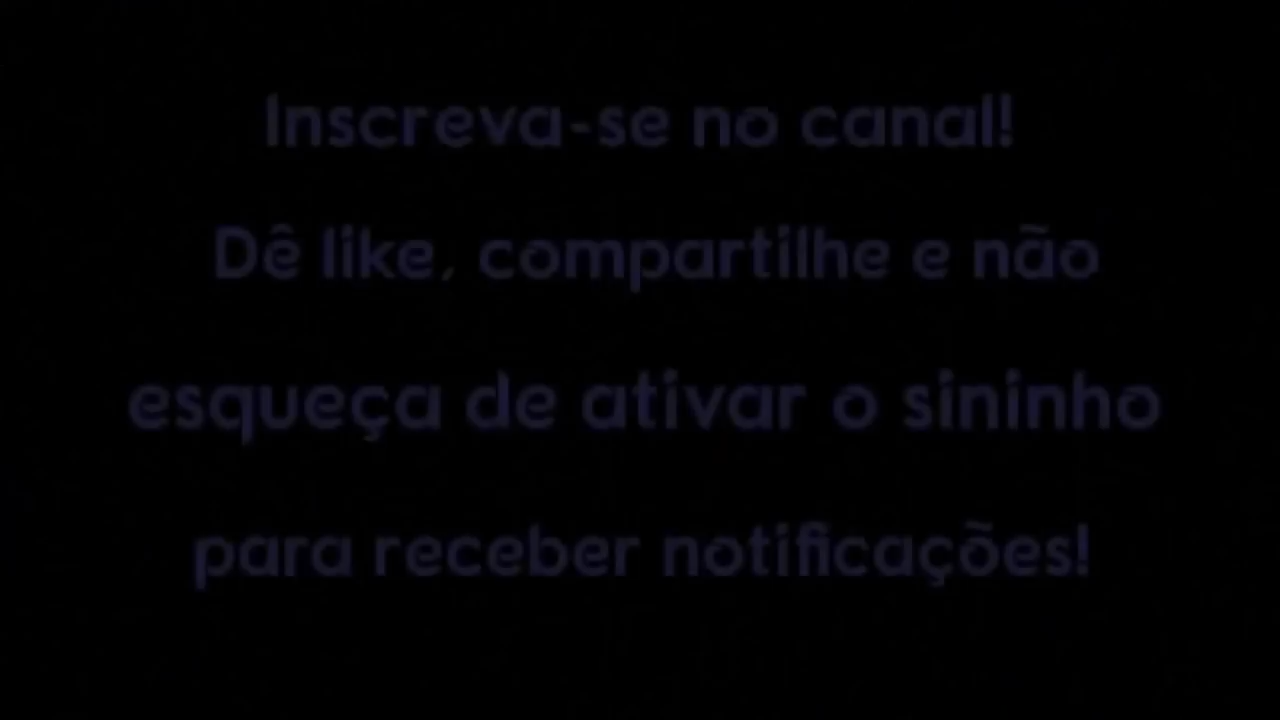 Inscreva-se no canal!
Dê like, compartilhe e não
esqueça de ativar o sininho
para receber notificações!